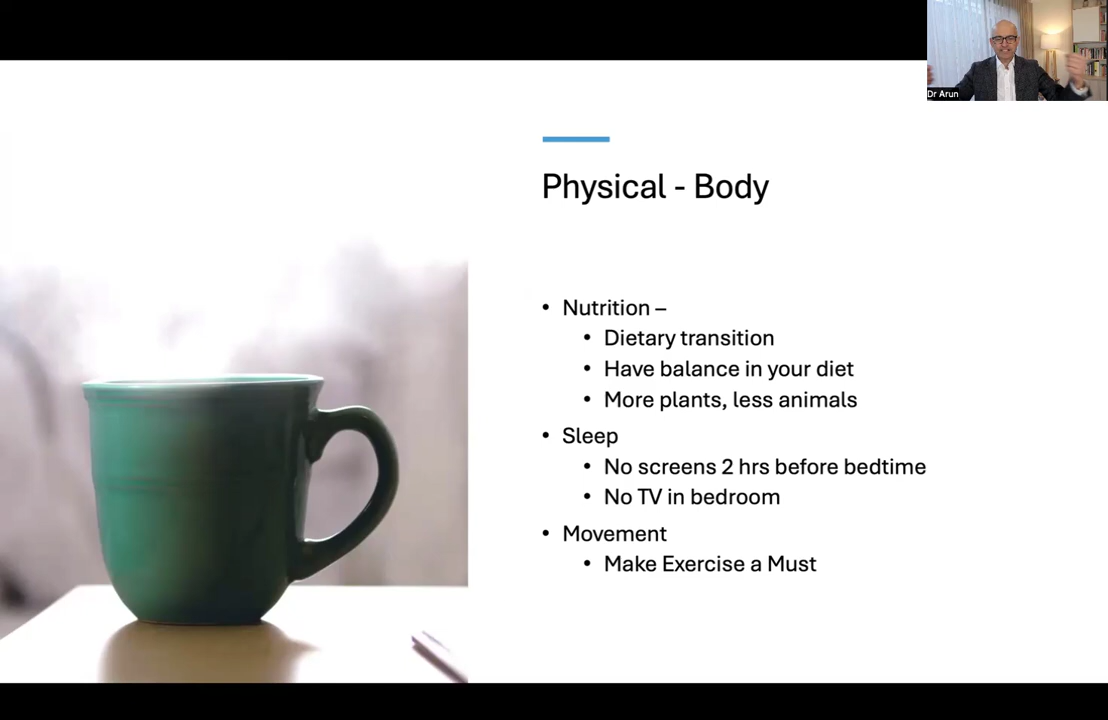 Dr Arun
Physical - Body
• Nutrition –
• Dietary transition
• Have balance in your diet
• More plants, less animals
• Sleep
• No screens 2 hrs before bedtime
• No TV in bedroom
• Movement
• Make Exercise a Must